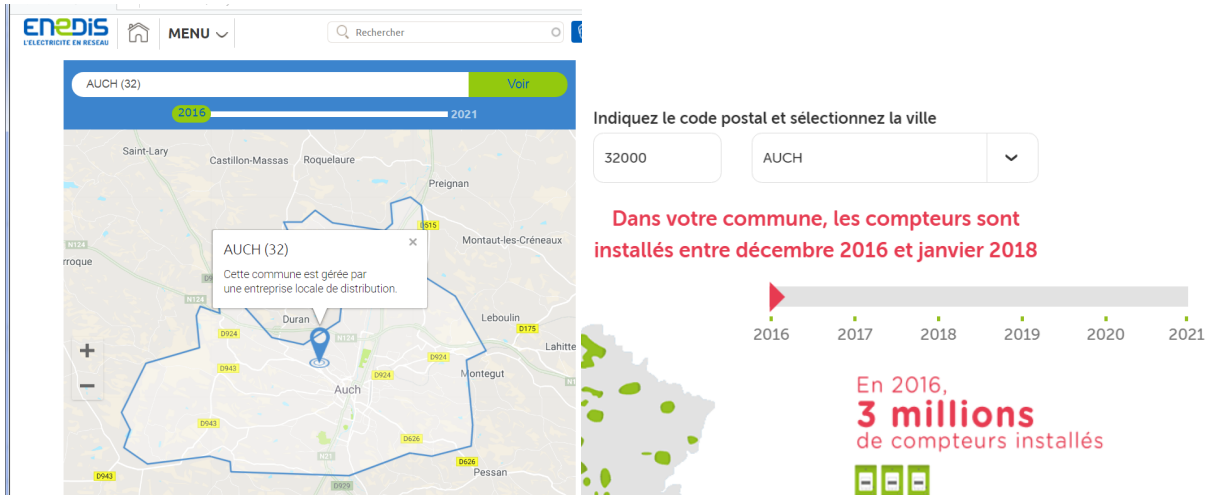 ENEDIS
L'ELECTRICITE EN RESEAU
MENU
Rechercher
AUCH (32)
Voir
2016
2021
Saint-Lary
Castillon-Massas
Roquelaure
Preignan
D515
N124
Montaut-les-Créneaux
rroque
AUCH (32)
×
Cette commune est gérée par
une entreprise locale de distribution.
N124
Duran
Leboulin
D175
D924
N124
Lahitte
D924
D943
D924
Montegut
Auch
D943
D626
N21
D626
Pessan
D943
D929
+
−
Indiquez le code postal et sélectionnez la ville
32000
AUCH
Dans votre commune, les compteurs sont
installés entre décembre 2016 et janvier 2018
2016 2017 2018 2019 2020 2021
En 2016,
3 millions
de compteurs installés